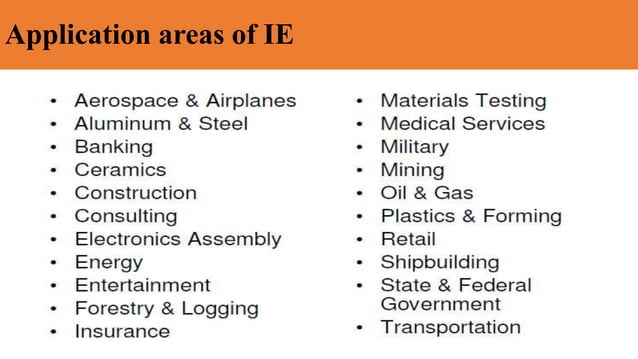 Application areas of IE
• Aerospace & Airplanes
• Aluminum & Steel
• Banking
• Ceramics
• Construction
• Consulting
• Electronics Assembly
• Energy
• Entertainment
• Forestry & Logging
• Insurance
• Materials Testing
• Medical Services
• Military
• Mining
• Oil & Gas
• Plastics & Forming
• Retail
• Shipbuilding
• State & Federal
Government
• Transportation